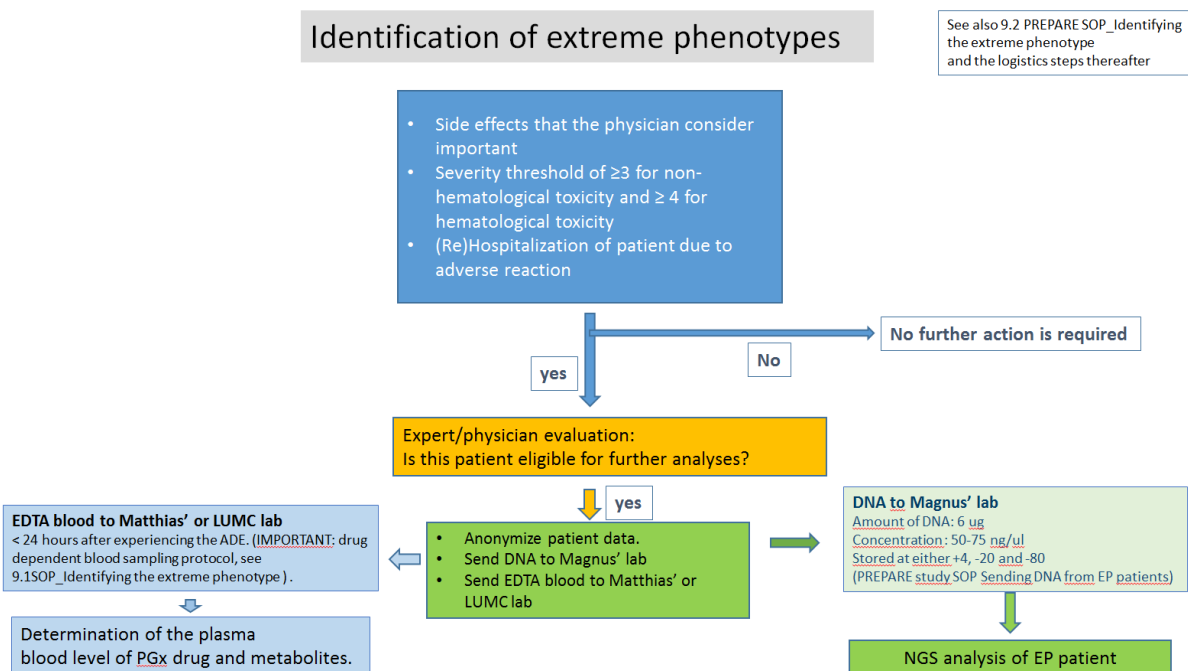 Identification of extreme phenotypes
See also 9.2 PREPARE SOP_Identifying
the extreme phenotype
and the logistics steps thereafter
• Side effects that the physician consider
important
• Severity threshold of ≥3 for non-
hematological toxicity and ≥ 4 for
hematological toxicity
• (Re)Hospitalization of patient due to
adverse reaction
No further action is required
No
yes
Expert/physician evaluation:
Is this patient eligible for further analyses?
yes
EDTA blood to Matthias’ or LUMC lab
< 24 hours after experiencing the ADE. (IMPORTANT: drug
dependent blood sampling protocol, see
9.1SOP_Identifying the extreme phenotype ) .
• Anonymize patient data.
• Send DNA to Magnus’ lab
• Send EDTA blood to Matthias’ or
LUMC lab
DNA to Magnus’ lab
Amount of DNA: 6 ug
Concentration: 50-75 ng/ul
Stored at either +4, -20 and -80
(PREPARE study SOP Sending DNA from EP patients)
Determination of the plasma
blood level of PGx drug and metabolites.
NGS analysis of EP patient